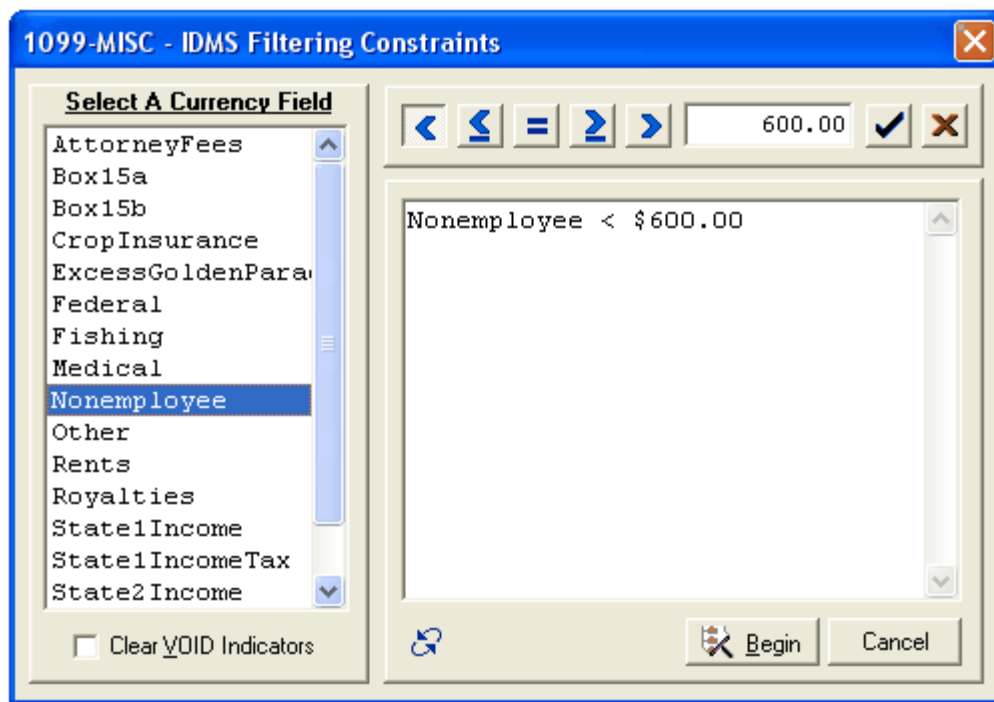 1099-MISC - IDMS Filtering Constraints
Select A Currency Field
AttorneyFees
Box15a
Box15b
CropInsurance
ExcessGoldenPara
Federal
Fishing
Medical
Nonemployee
Other
Rents
Royalties
State1Income
State1IncomeTax
State2Income
Clear VOID Indicators
< ≤ = ≥ > 600.00
Nonemployee < $600.00
Begin Cancel